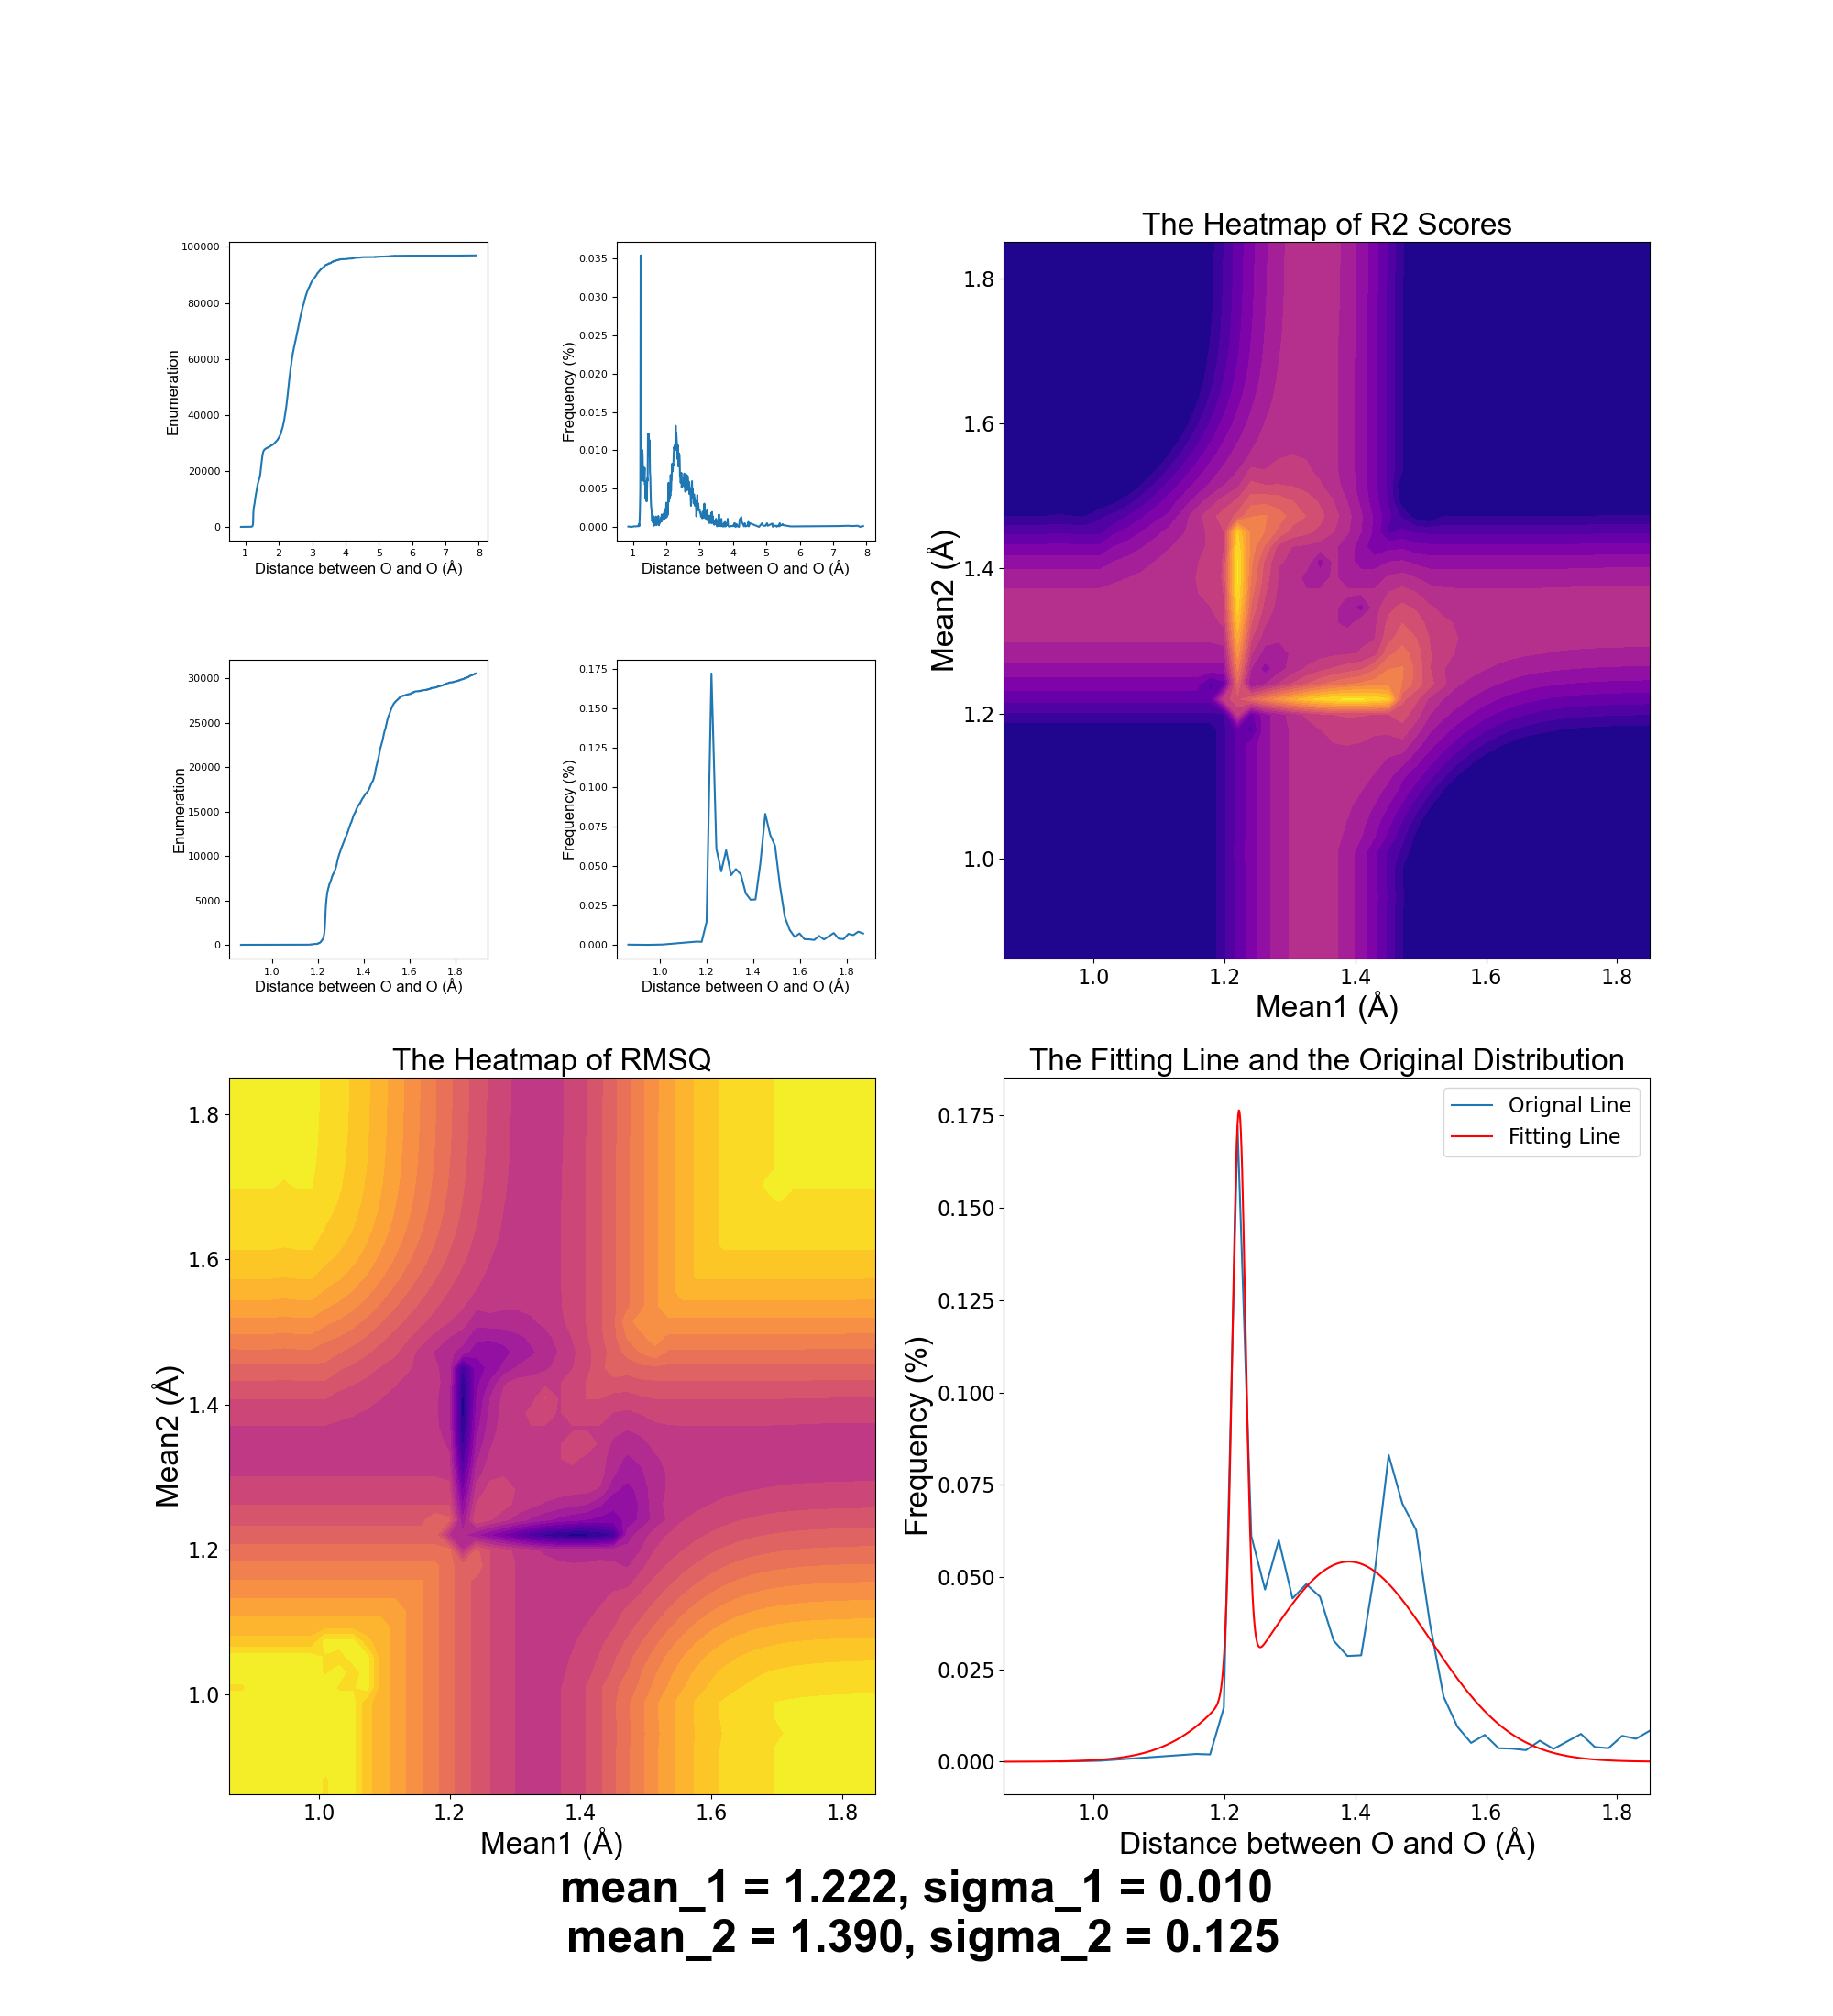 The Heatmap of R2 Scores
100000
80000
60000
40000
20000
0
Enumeration
1 2 3 4 5 6 7 8
Distance between O and O (Å)
0.035
0.030
0.025
0.020
0.015
0.010
0.005
0.000
Frequency (%)
1 2 3 4 5 6 7 8
Distance between O and O (Å)
1.8
1.6
1.4
1.2
1.0
Mean2 (Å)
1.0 1.2 1.4 1.6 1.8
Mean1 (Å)
30000
25000
20000
15000
10000
5000
0
Enumeration
1.0 1.2 1.4 1.6 1.8
Distance between O and O (Å)
0.175
0.150
0.125
0.100
0.075
0.050
0.025
0.000
Frequency (%)
1.0 1.2 1.4 1.6 1.8
Distance between O and O (Å)
The Heatmap of RMSQ
1.8
1.6
1.4
1.2
1.0
Mean2 (Å)
1.0 1.2 1.4 1.6 1.8
Mean1 (Å)
The Fitting Line and the Original Distribution
Orignal Line
Fitting Line
0.175
0.150
0.125
0.100
0.075
0.050
0.025
0.000
Frequency (%)
1.0 1.2 1.4 1.6 1.8
Distance between O and O (Å)
mean_1 = 1.222, sigma_1 = 0.010
mean_2 = 1.390, sigma_2 = 0.125